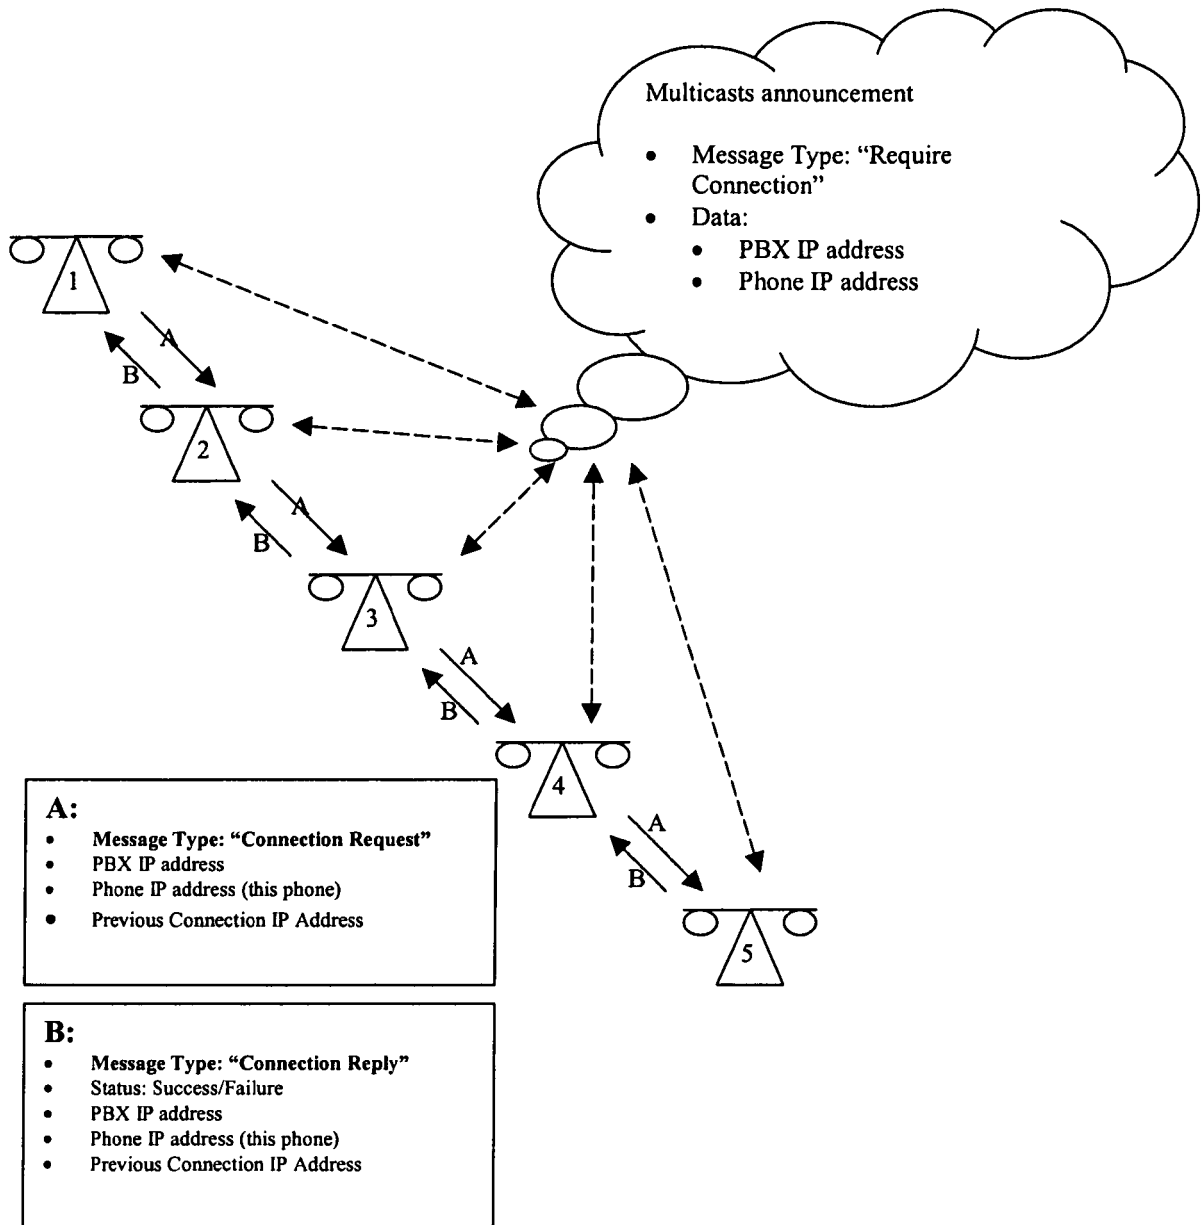 Multicasts announcement
• Message Type: “Require
Connection”
• Data:
• PBX IP address
• Phone IP address
1
A
B
2
A
B
3
A
B
4
A
B
5
A:
• Message Type: “Connection Request”
• PBX IP address
• Phone IP address (this phone)
• Previous Connection IP Address
B:
• Message Type: “Connection Reply”
• Status: Success/Failure
• PBX IP address
• Phone IP address (this phone)
• Previous Connection IP Address